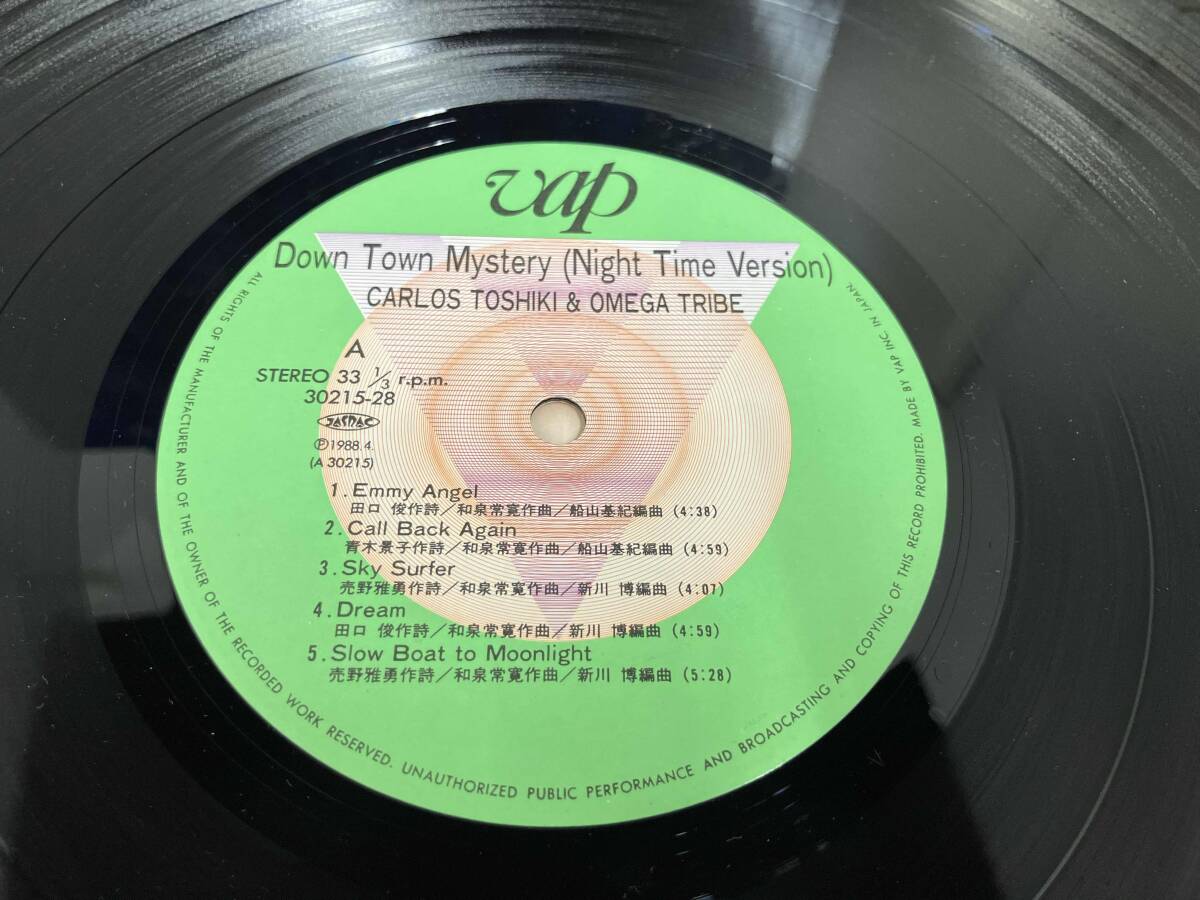 vap
Down Town Mystery (Night Time Version)
CARLOS TOSHIKI & OMEGA TRIBE
A
STEREO 33 1/3 r.p.m.
30215-28
JASRAC
Ⓟ1988.4.
(A 30215)
1.Emmy Angel
田口 俊作詩/和泉常寛作曲/船山基紀編曲 (4:38)
2.Call Back Again
青木景子作詩/和泉常寛作曲/船山基紀編曲 (4:59)
3.Sky Surfer
売野雅勇作詩/和泉常寛作曲/新川 博編曲 (4:07)
4.Dream
田口 俊作詩/和泉常寛作曲/新川 博編曲 (4:59)
5.Slow Boat to Moonlight
売野雅勇作詩/和泉常寛作曲/新川 博編曲 (5:28)
ALL RIGHTS OF THE MANUFACTURER AND OF THE OWNER OF THE RECORDED WORK RESERVED. UNAUTHORIZED PUBLIC PERFORMANCE AND BROADCASTING AND COPYING OF THIS RECORD PROHIBITED. MADE BY VAP INC. IN JAPAN.